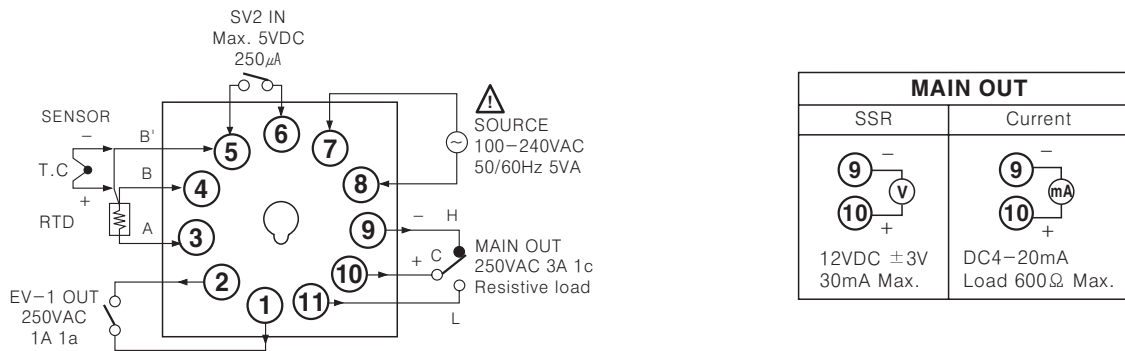 SV2 IN
Max. 5VDC
250㎂
SENSOR
−
B'
T.C
B
+
RTD
A
EV−1 OUT
250VAC
1A 1a
1
2
3
4
5
6
7
8
9
10
11
SOURCE
100−240VAC
50/60Hz 5VA
−
H
+
C
L
MAIN OUT
250VAC 3A 1c
Resistive load
MAIN OUT
SSR
Current
9
−
V
10
+
9
−
mA
10
+
12VDC ±3V
30mA Max.
DC4−20mA
Load 600Ω Max.